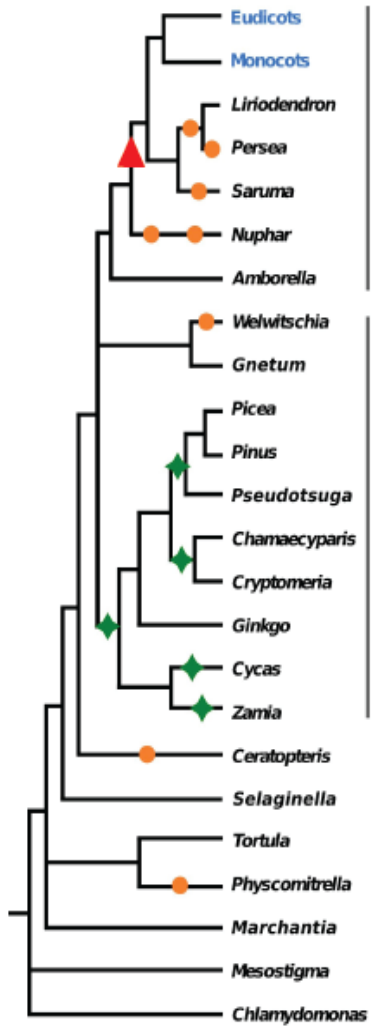 Eudicots
Monocots
Liriodendron
Persea
Saruma
Nuphar
Amborella
Welwitschia
Gnetum
Picea
Pinus
Pseudotsuga
Chamaecyparis
Cryptomeria
Ginkgo
Cycas
Zamia
Ceratopteris
Selaginella
Tortula
Physcomitrella
Marchantia
Mesostigma
Chlamydomonas